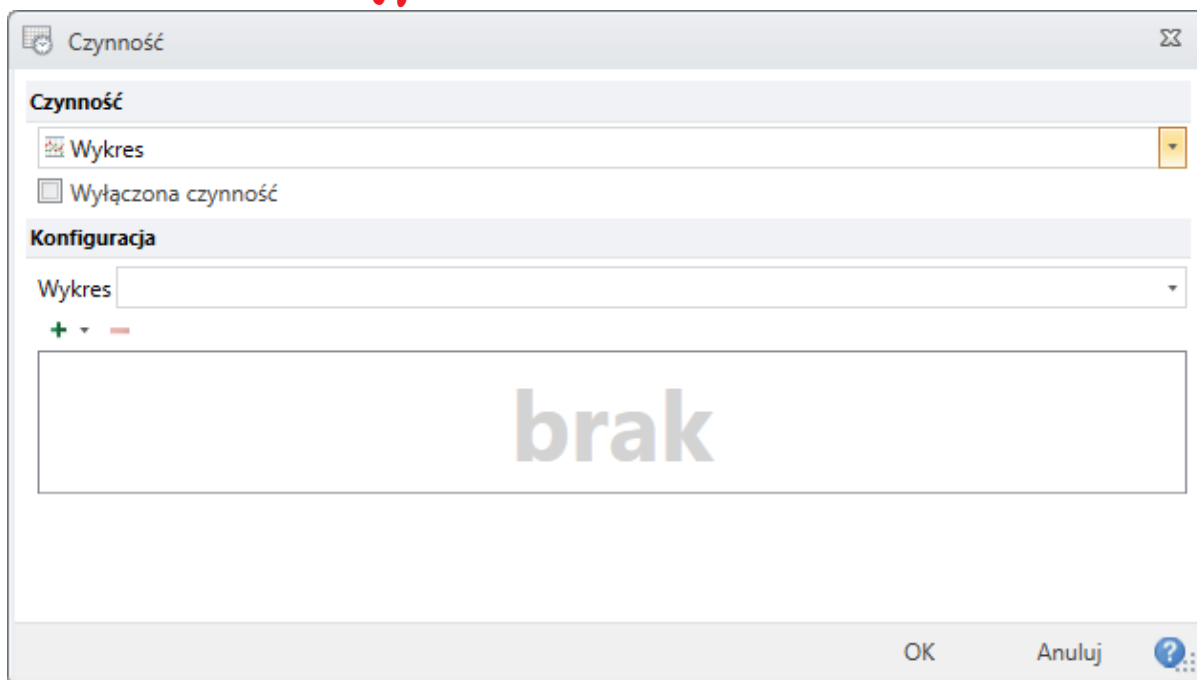 Czynność
Czynność
Wykres
Wyłączona czynność
Konfiguracja
Wykres
brak
OK Anuluj